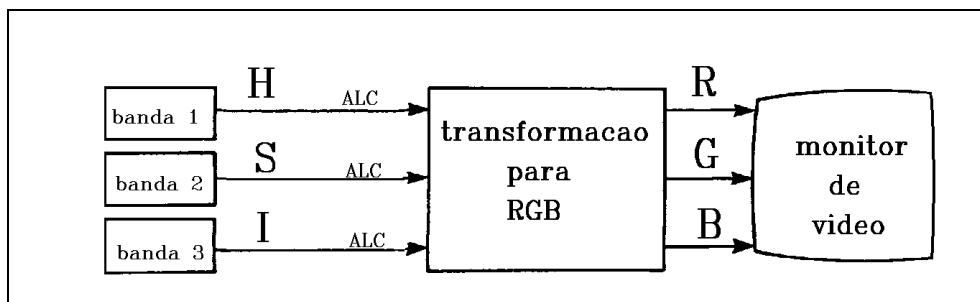 H
ALC
R
banda 1
transformacao
para
RGB
monitor
de
video
S
ALC
G
banda 2
I
ALC
B
banda 3